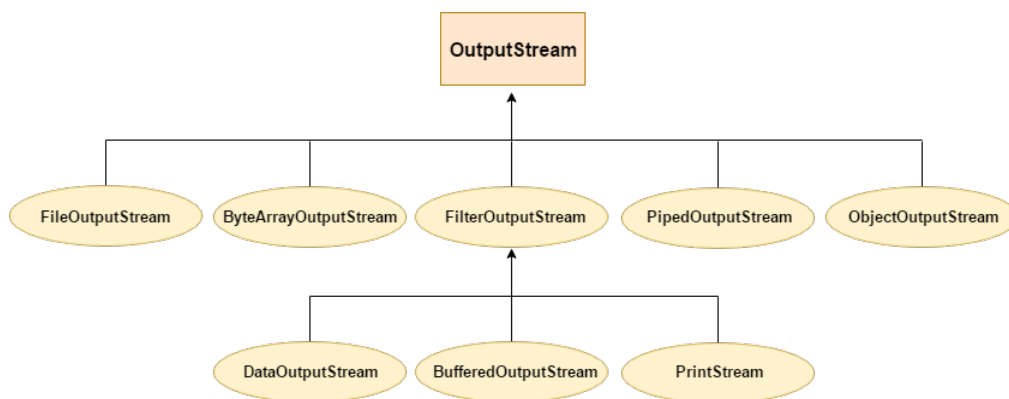 OutputStream
FileOutputStream
ByteArrayOutputStream
FilterOutputStream
PipedOutputStream
ObjectOutputStream
DataOutputStream
BufferedOutputStream
PrintStream